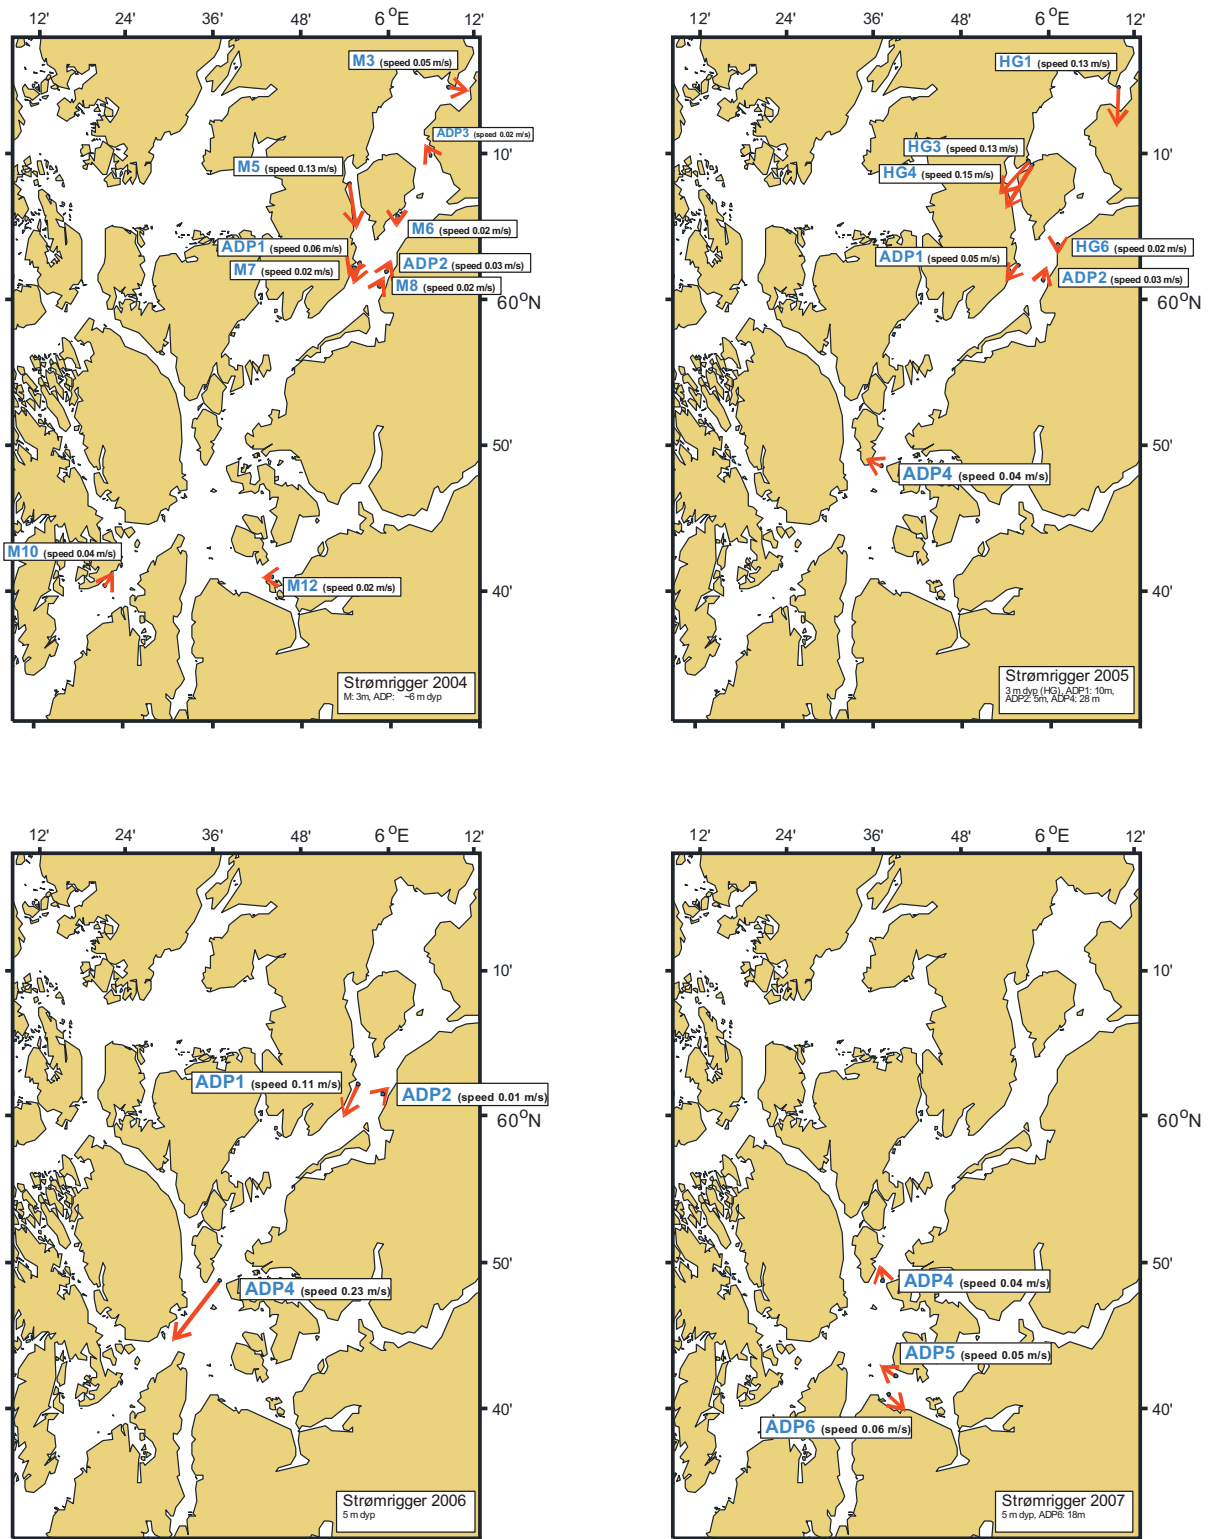 12'
24'
36'
48'
6 °E
12'
M3 (speed 0.05 m/s)
ADP3 (speed 0.02 m/s)
10'
M5 (speed 0.13 m/s)
M6 (speed 0.02 m/s)
ADP1 (speed 0.06 m/s)
ADP2 (speed 0.03 m/s)
M7 (speed 0.02 m/s)
M8 (speed 0.02 m/s)
60°N
50'
M10 (speed 0.04 m/s)
M12 (speed 0.02 m/s)
40'
Strømrigger 2004
M: 3m, ADP: ~6 m dyp
12'
24'
36'
48'
6 °E
12'
HG1 (speed 0.13 m/s)
HG3 (speed 0.13 m/s)
10'
HG4 (speed 0.15 m/s)
HG6 (speed 0.02 m/s)
ADP1 (speed 0.05 m/s)
ADP2 (speed 0.03 m/s)
60°N
50'
ADP4 (speed 0.04 m/s)
40'
Strømrigger 2005
3 m dyp (HG), ADP1: 10m,
ADP2: 5m, ADP4: 28 m
12'
24'
36'
48'
6 °E
12'
10'
ADP1 (speed 0.11 m/s)
ADP2 (speed 0.01 m/s)
60°N
50'
ADP4 (speed 0.23 m/s)
40'
Strømrigger 2006
5 m dyp
12'
24'
36'
48'
6 °E
12'
10'
60°N
50'
ADP4 (speed 0.04 m/s)
ADP5 (speed 0.05 m/s)
40'
ADP6 (speed 0.06 m/s)
Strømrigger 2007
5 m dyp, ADP6: 18m